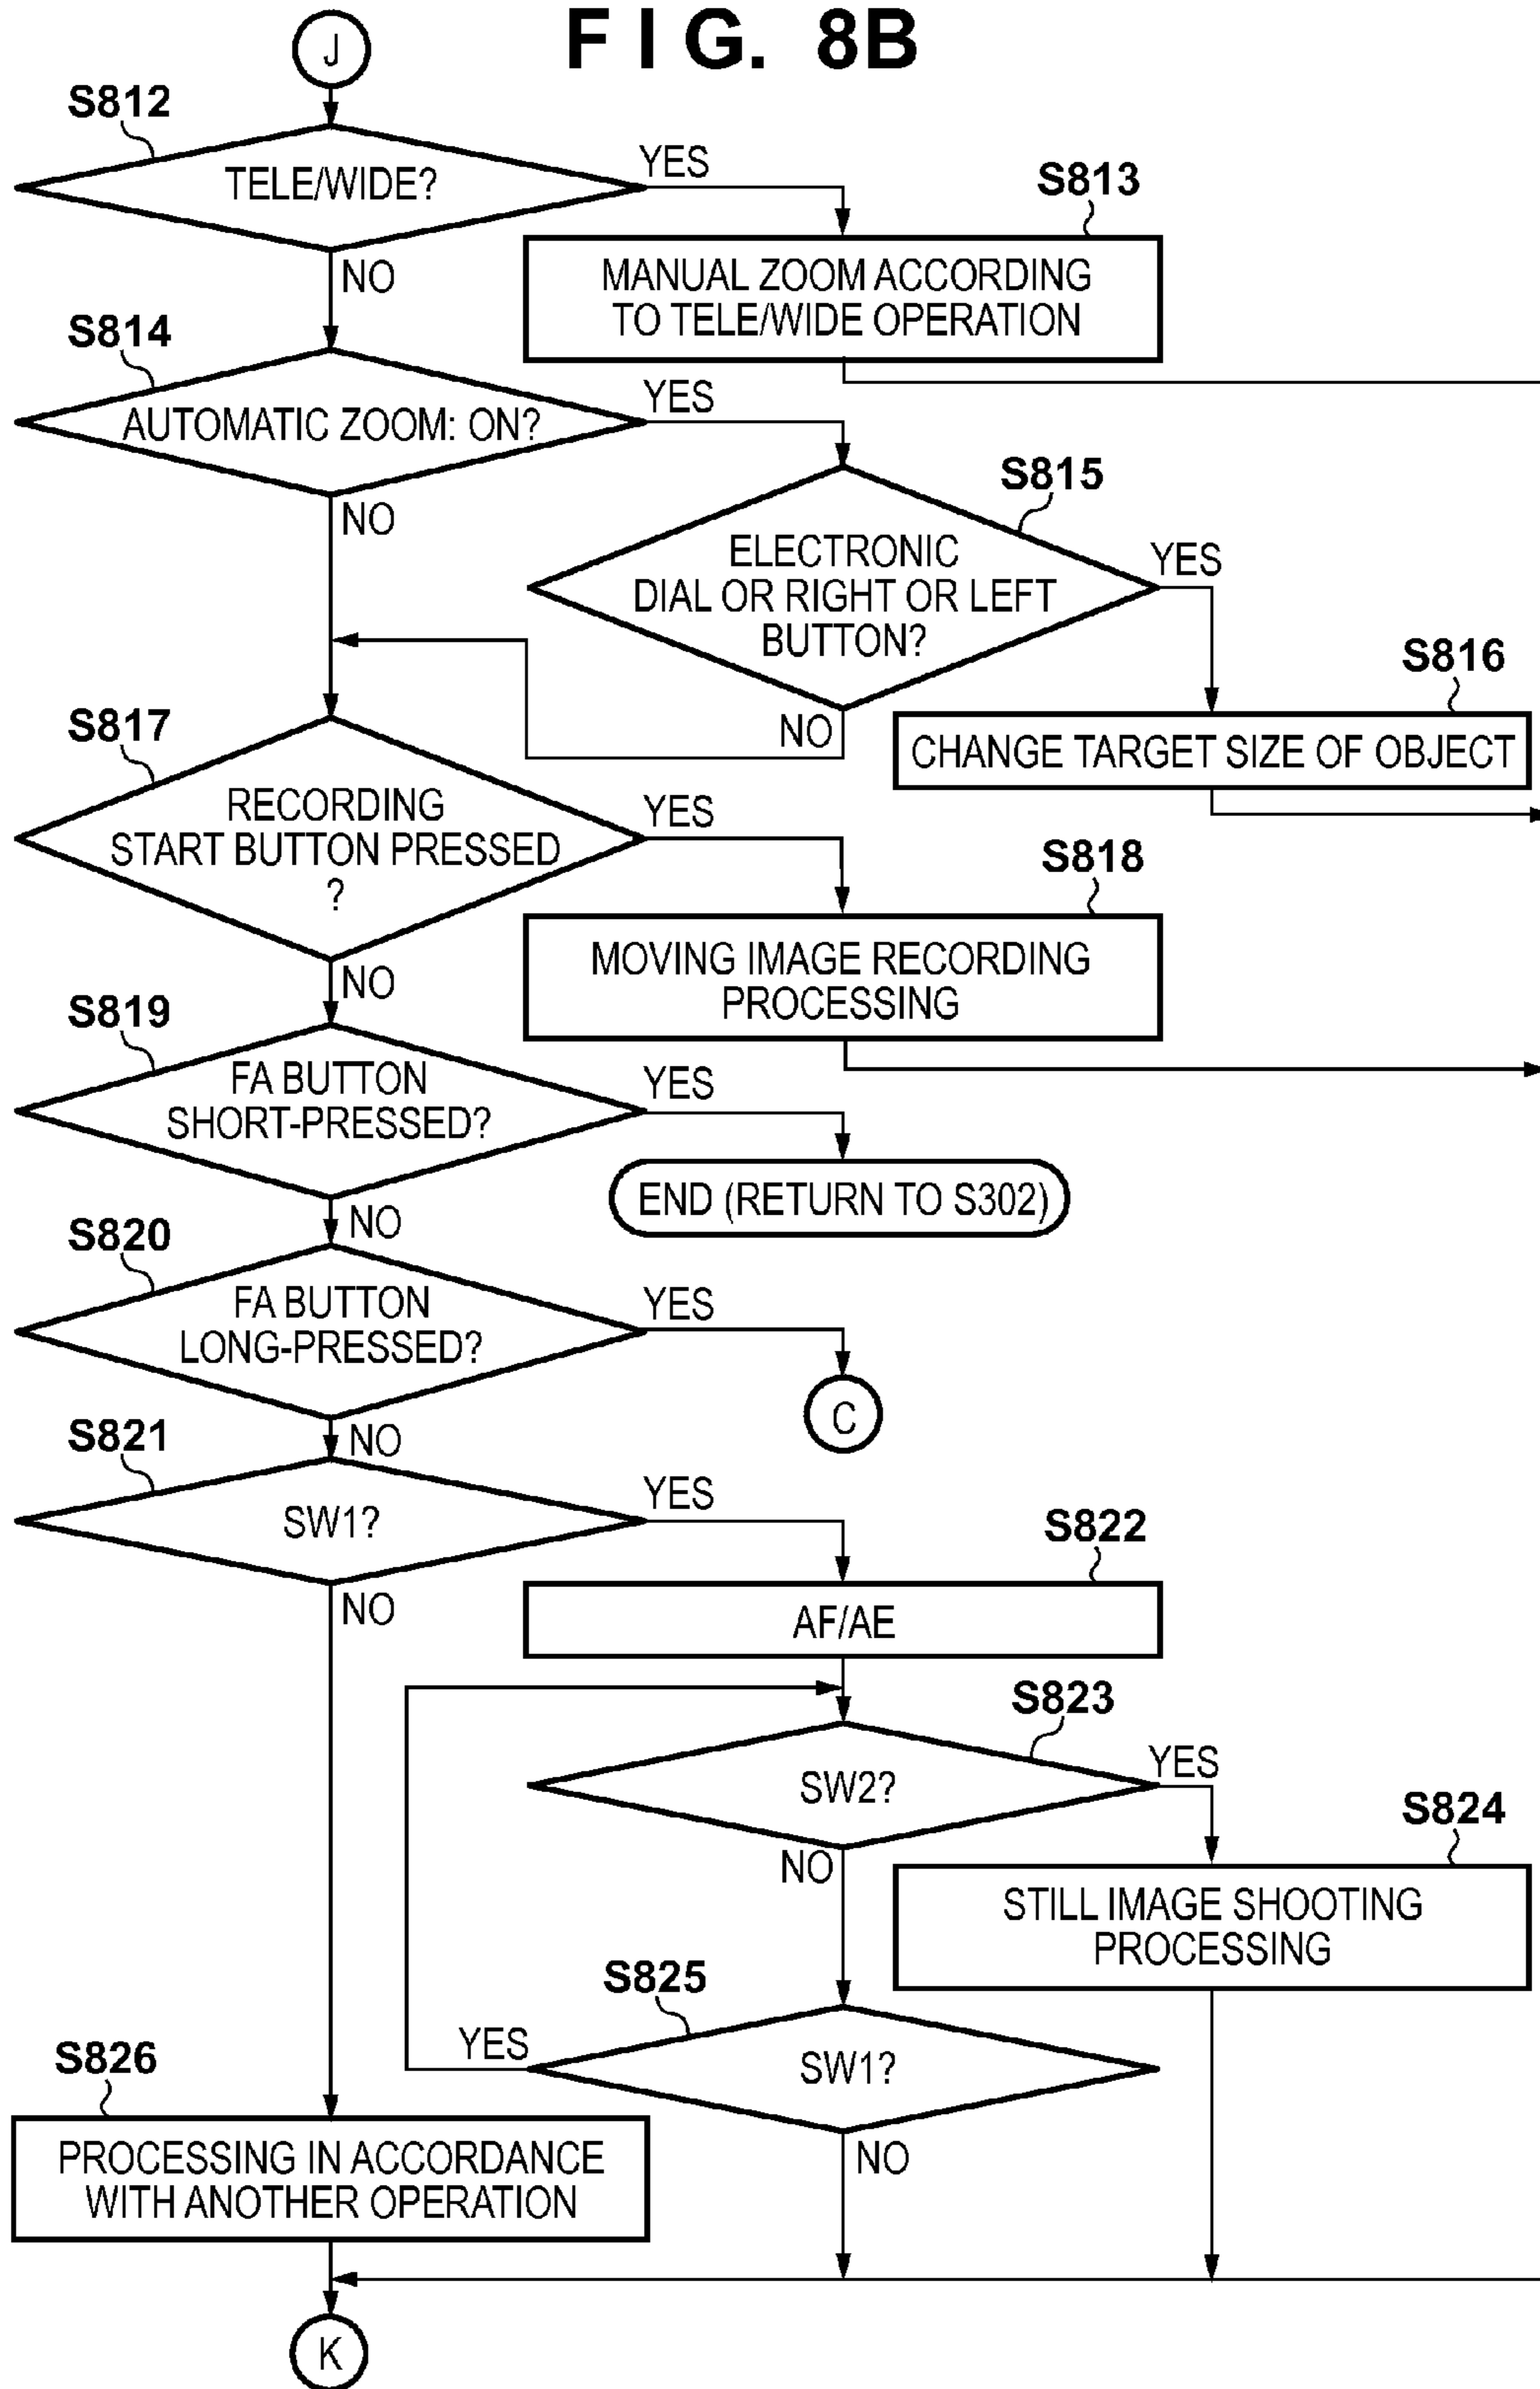 FIG. 8B
J
S812
TELE/WIDE?
YES
NO
S813
MANUAL ZOOM ACCORDING
TO TELE/WIDE OPERATION
S814
AUTOMATIC ZOOM: ON?
YES
NO
S815
ELECTRONIC
DIAL OR RIGHT OR LEFT
BUTTON?
YES
NO
S816
CHANGE TARGET SIZE OF OBJECT
S817
RECORDING
START BUTTON PRESSED
?
YES
NO
S818
MOVING IMAGE RECORDING
PROCESSING
S819
FA BUTTON
SHORT-PRESSED?
YES
NO
END (RETURN TO S302)
S820
FA BUTTON
LONG-PRESSED?
YES
NO
C
S821
SW1?
YES
NO
S822
AF/AE
S823
SW2?
YES
NO
S824
STILL IMAGE SHOOTING
PROCESSING
S825
SW1?
YES
NO
S826
PROCESSING IN ACCORDANCE
WITH ANOTHER OPERATION
K